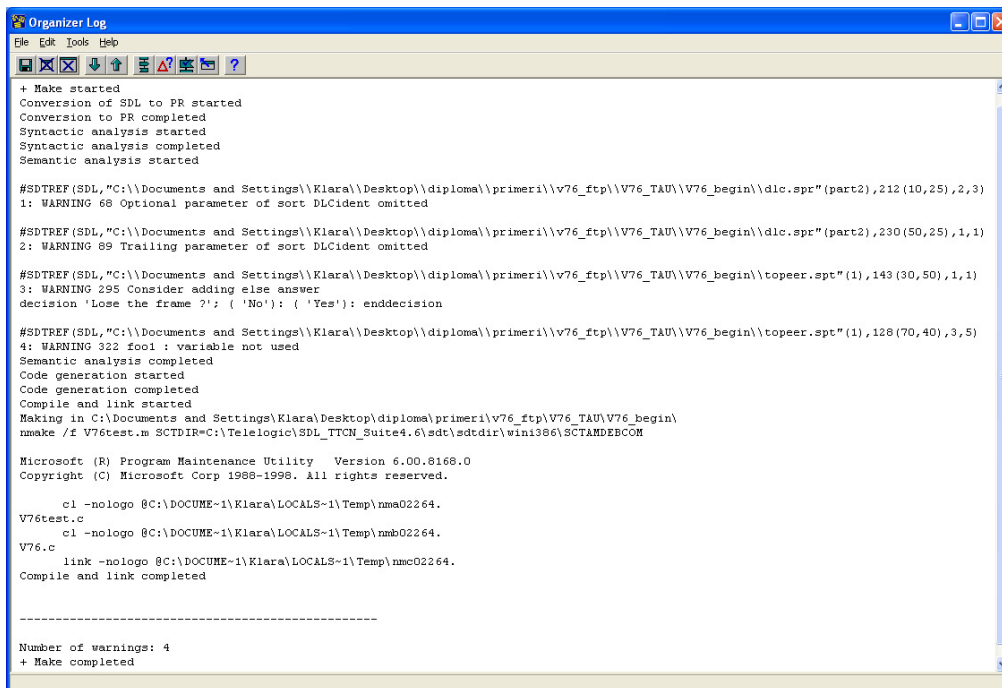 Organizer Log
File Edit Tools Help
?
+ Make started
Conversion of SDL to PR started
Conversion to PR completed
Syntactic analysis started
Syntactic analysis completed
Semantic analysis started
#SDTREF(SDL,"C:\\Documents and Settings\\Klara\\Desktop\\diploma\\primeri\\v76_ftp\\V76_TAU\\V76_begin\\dlc.spr"(part2),212(10,25),2,3)
1: WARNING 68 Optional parameter of sort DLCident omitted
#SDTREF(SDL,"C:\\Documents and Settings\\Klara\\Desktop\\diploma\\primeri\\v76_ftp\\V76_TAU\\V76_begin\\dlc.spr"(part2),230(50,25),1,1)
2: WARNING 89 Trailing parameter of sort DLCident omitted
#SDTREF(SDL,"C:\\Documents and Settings\\Klara\\Desktop\\diploma\\primeri\\v76_ftp\\V76_TAU\\V76_begin\\topeer.spt"(1),143(30,50),1,1)
3: WARNING 295 Consider adding else answer
decision 'Lose the frame ?'; ( 'No'): ( 'Yes'): enddecision
#SDTREF(SDL,"C:\\Documents and Settings\\Klara\\Desktop\\diploma\\primeri\\v76_ftp\\V76_TAU\\V76_begin\\topeer.spt"(1),128(70,40),3,5)
4: WARNING 322 foo1 : variable not used
Semantic analysis completed
Code generation started
Code generation completed
Compile and link started
Making in C:\Documents and Settings\Klara\Desktop\diploma\primeri\v76_ftp\V76_TAU\V76_begin\
nmake /f V76test.m SCTDIR=C:\Telelogic\SDL_TTCN_Suite4.6\sdt\sdtdir\wini386\SCTAMDEBCOM
Microsoft (R) Program Maintenance Utility Version 6.00.8168.0
Copyright (C) Microsoft Corp 1988-1998. All rights reserved.
cl -nologo @C:\DOCUME~1\Klara\LOCALS~1\Temp\nma02264.
V76test.c
cl -nologo @C:\DOCUME~1\Klara\LOCALS~1\Temp\nmb02264.
V76.c
link -nologo @C:\DOCUME~1\Klara\LOCALS~1\Temp\nmc02264.
Compile and link completed
--------------------------------------------------
Number of warnings: 4
+ Make completed